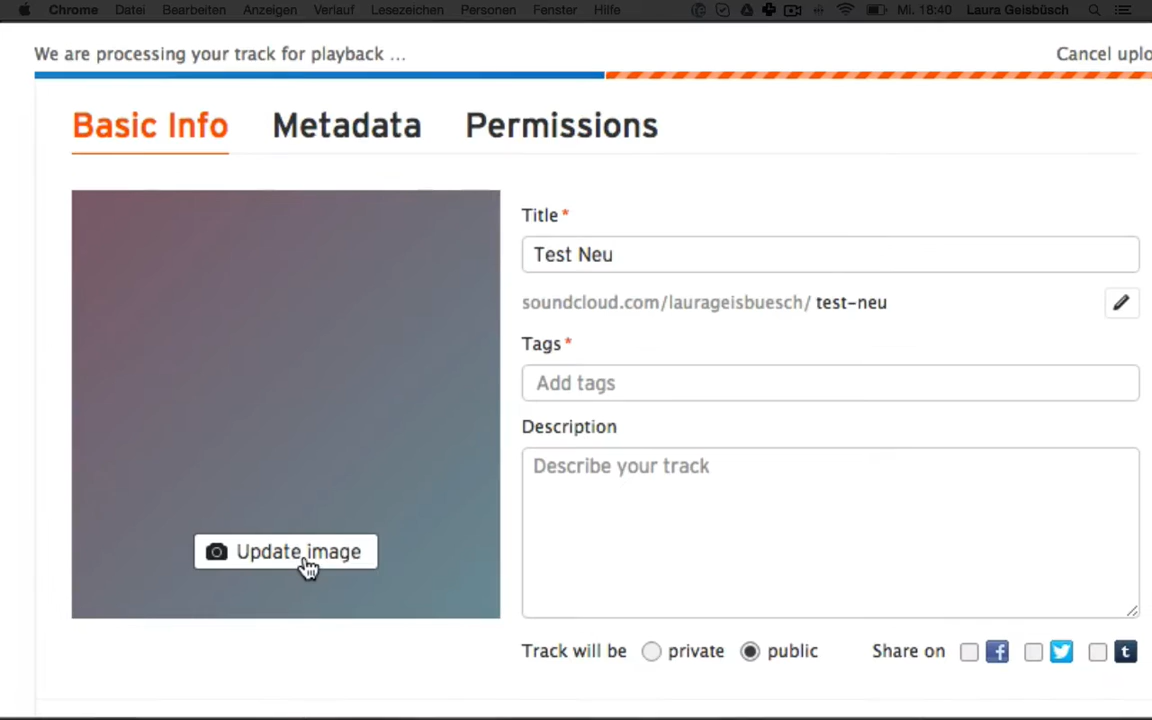 Chrome Datei Bearbeiten Anzeigen Verlauf Lesezeichen Personen Fenster Hilfe Mi. 18:40 Laura Geisbüsch
We are processing your track for playback ... Cancel uplo
Basic Info Metadata Permissions
Title*
Test Neu
soundcloud.com/laurageisbuesch/ test-neu
Tags*
Add tags
Description
Describe your track
Update image
Track will be private public Share on f t